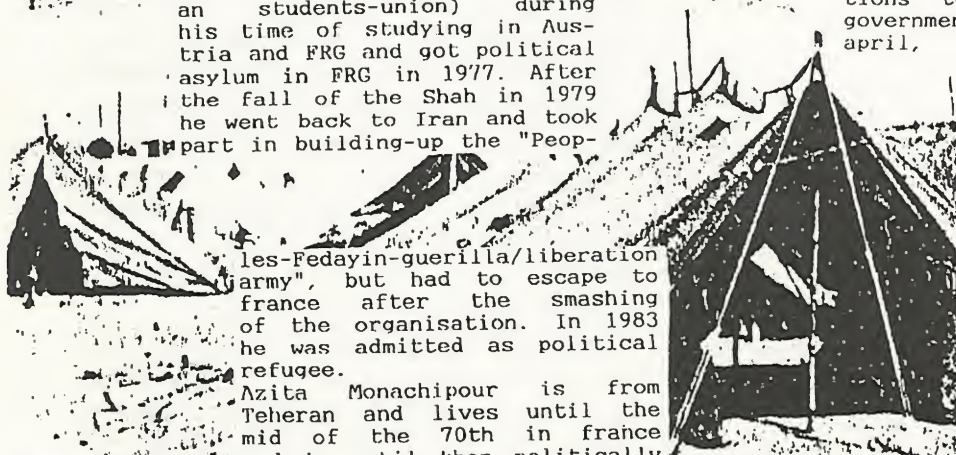 an students-union) during
his time of studying in Aus-
tria and FRG and got political
asylum in FRG in 1977. After
the fall of the Shah in 1979
he went back to Iran and took
part in building-up the "Peop-
les-Fedayin-guerilla/liberation
army", but had to escape to
france after the smashing
of the organisation. In 1983
he was admitted as political
refugee.
Azita Monachipour is from
Teheran and lives until the
mid of the 70th in france
politically
governmen
april,